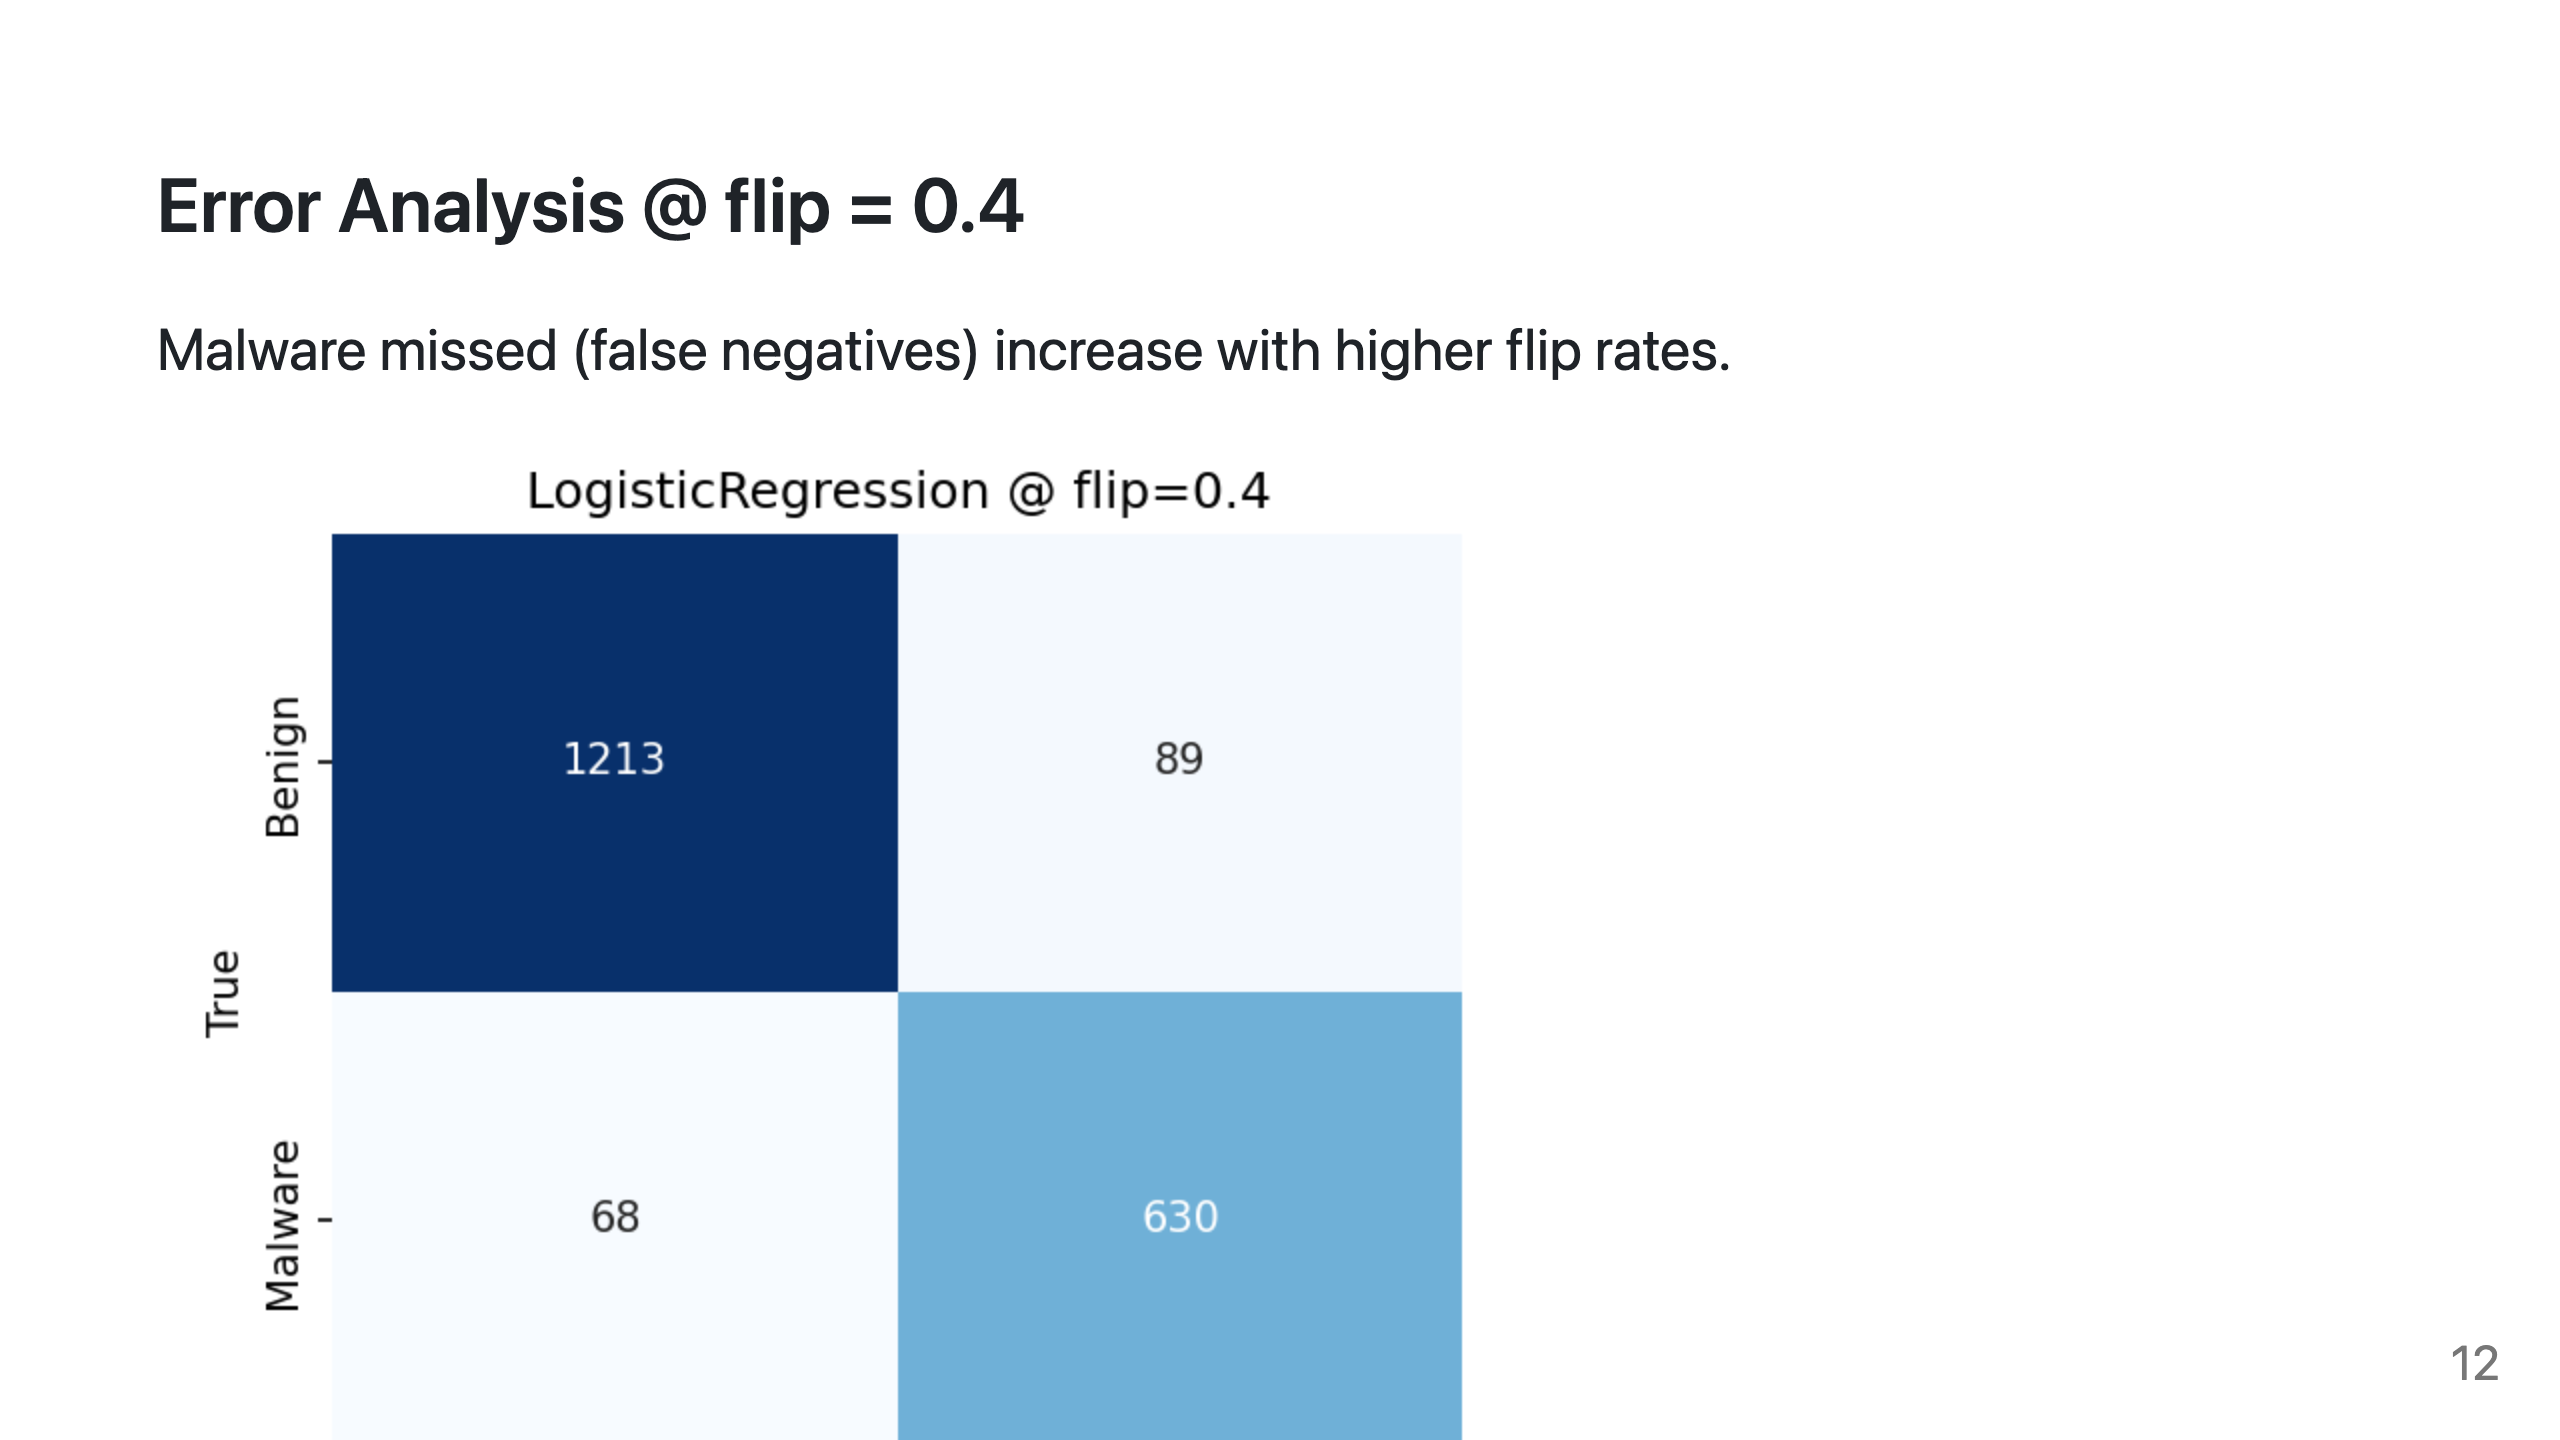 Error Analysis @ flip = 0.4
Malware missed (false negatives) increase with higher flip rates.
LogisticRegression @ flip=0.4
True
Benign
1213
89
Malware
68
630
12